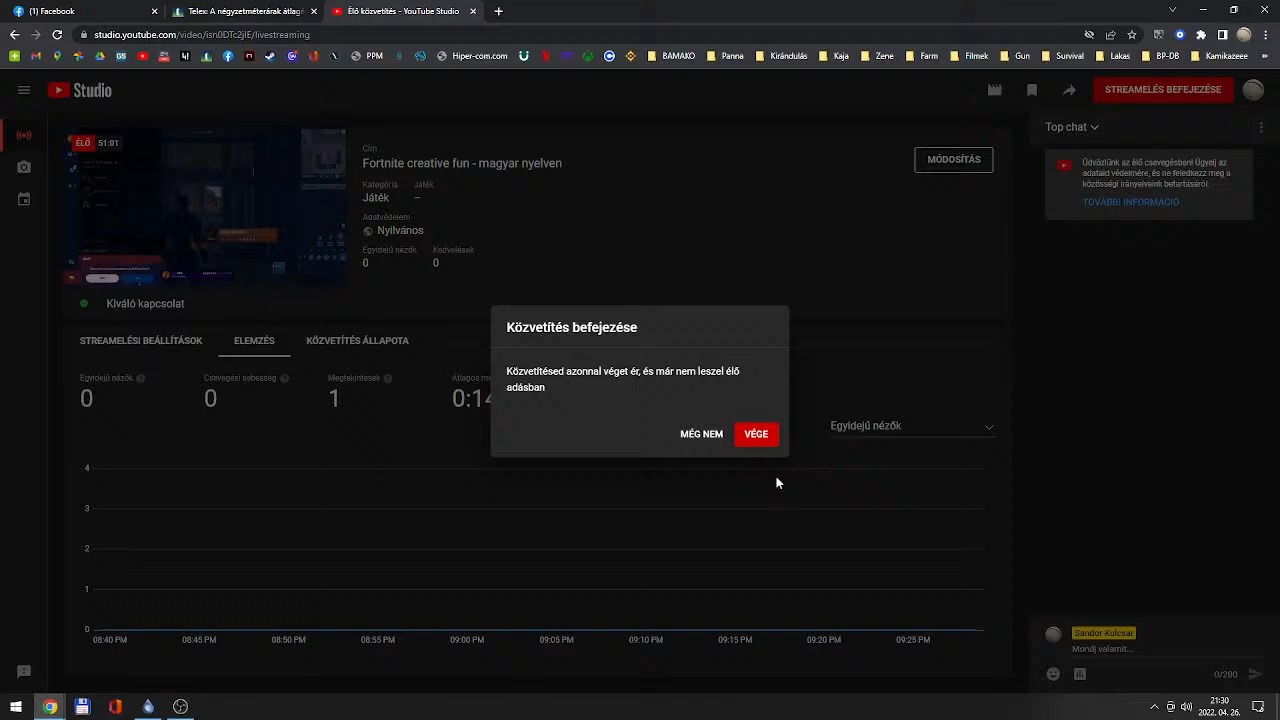 (1) Facebook
Telex: A négyzetméterárak átlagá
Élő közvetítés - YouTube Studio
studio.youtube.com/video/isn0DTc2jIE/livestreaming
PPM
Hiper-com.com
BAMAKO
Panna
Kirándulás
Kaja
Zene
Farm
Filmek
Gun
Survival
Lakas
BP-DB
Kamikazeee
Studio
STREAMELÉS BEFEJEZÉSE
ÉLŐ 51:01
Cím
Fortnite creative fun - magyar nyelven
MÓDOSÍTÁS
Kategória Játék
Játék –
Adatvédelem
Nyilvános
Egyidejű nézők Kedvelések
0 0
Kiváló kapcsolat
Top chat
Üdvözlünk az élő csevegésben! Ügyelj az
adataid védelmére, és ne feledkezz meg a
közösségi irányelveink betartásáról.
TOVÁBBI INFORMÁCIÓ
STREAMELÉSI BEÁLLÍTÁSOK ELEMZÉS KÖZVETÍTÉS ÁLLAPOTA
Egyidejű nézők Csevegési sebesség Megtekintések Átlagos
0 0 1 0:14
Közvetítés befejezése
Közvetítésed azonnal véget ér, és már nem leszel élő
adásban
MÉG NEM VÉGE
Egyidejű nézők
4
3
2
1
0
08:40 PM 08:45 PM 08:50 PM 08:55 PM 09:00 PM 09:05 PM 09:10 PM 09:15 PM 09:20 PM 09:25 PM
Sandor Kulcsar
Mondj valamit...
0/200
21:30
2022. 04. 26.